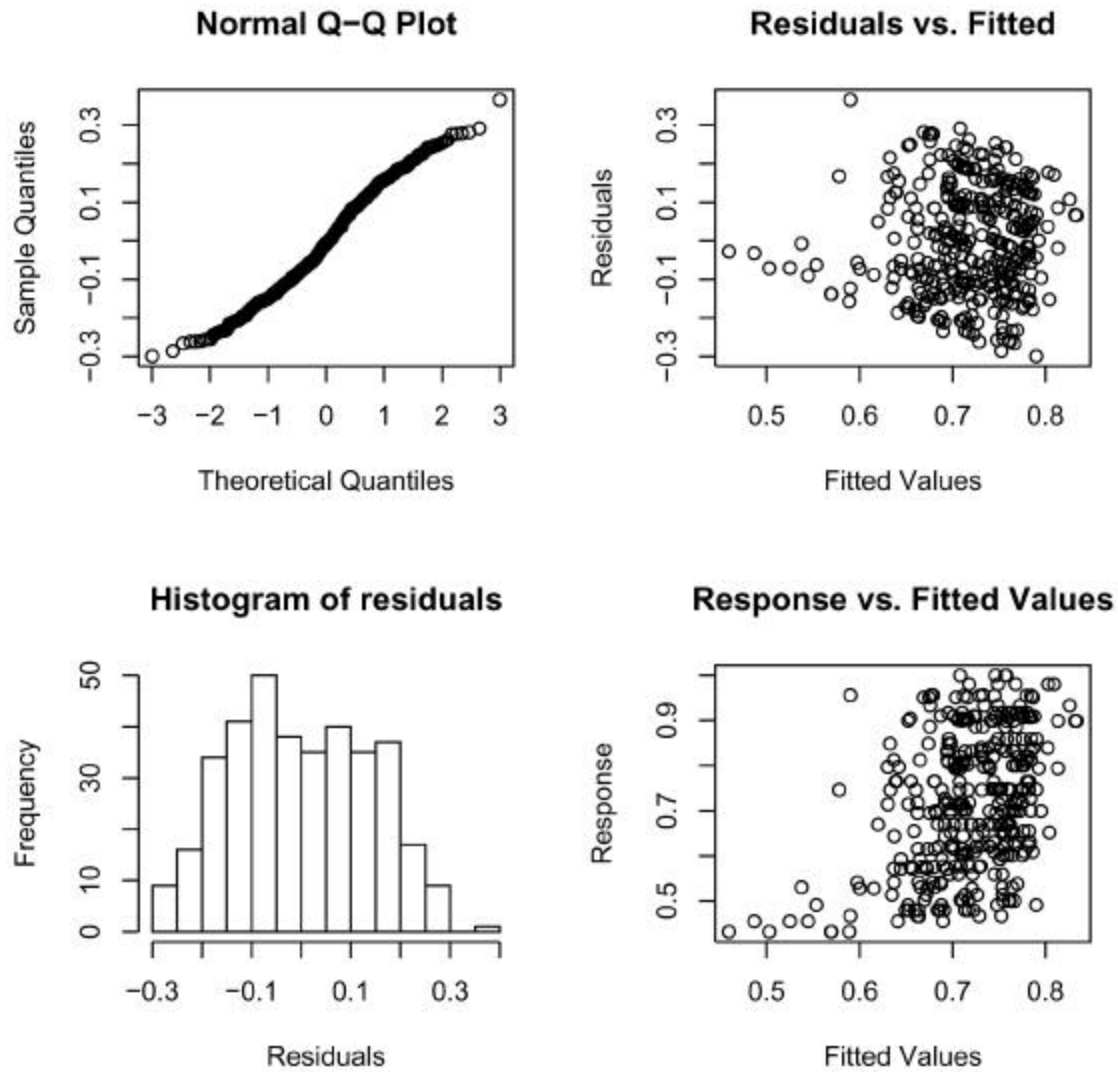 Normal Q−Q Plot
Sample Quantiles
−0.3 −0.1 0.1 0.3
−3 −2 −1 0 1 2 3
Theoretical Quantiles
Residuals vs. Fitted
Residuals
−0.3 −0.1 0.1 0.3
0.5 0.6 0.7 0.8
Fitted Values
Histogram of residuals
Frequency
0 10 30 50
−0.3 −0.1 0.1 0.3
Residuals
Response vs. Fitted Values
Response
0.5 0.7 0.9
0.5 0.6 0.7 0.8
Fitted Values